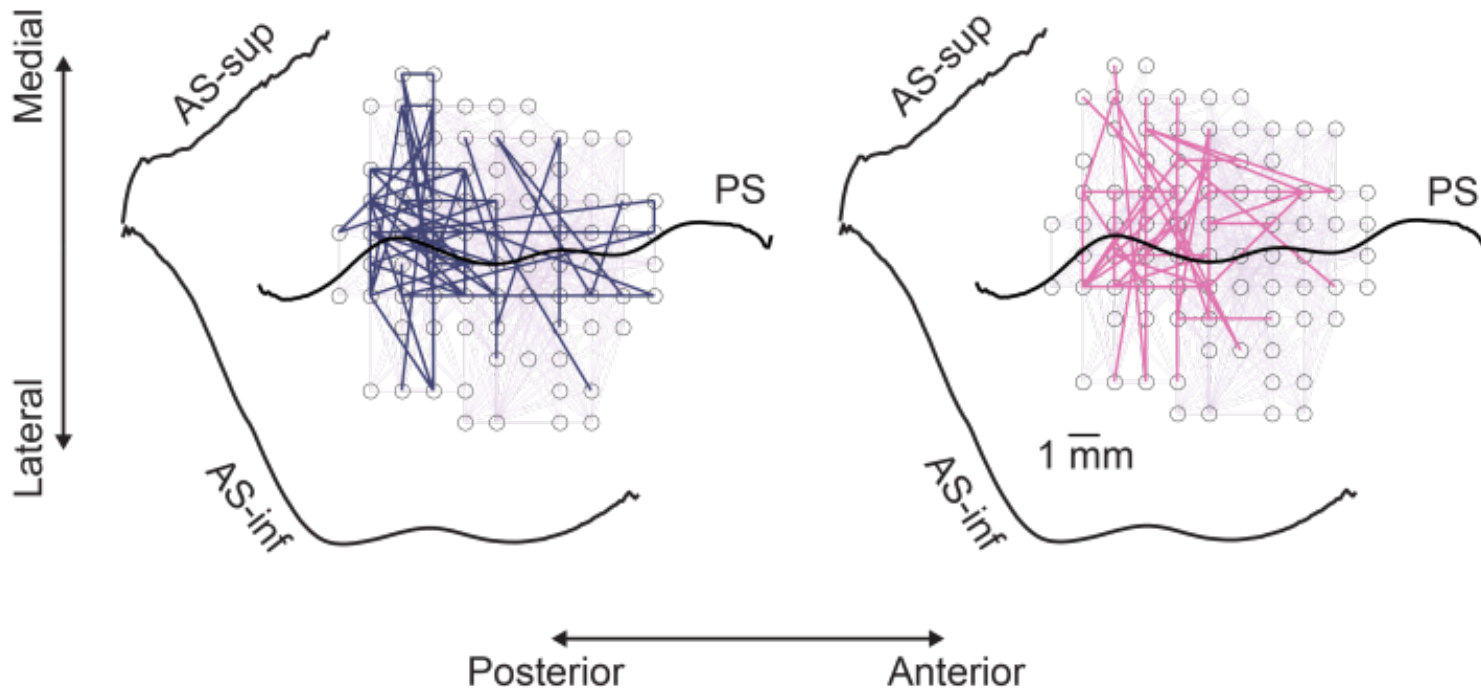 Medial
Lateral
AS-sup
PS
AS-inf
AS-sup
PS
AS-inf
1 mm
Posterior
Anterior